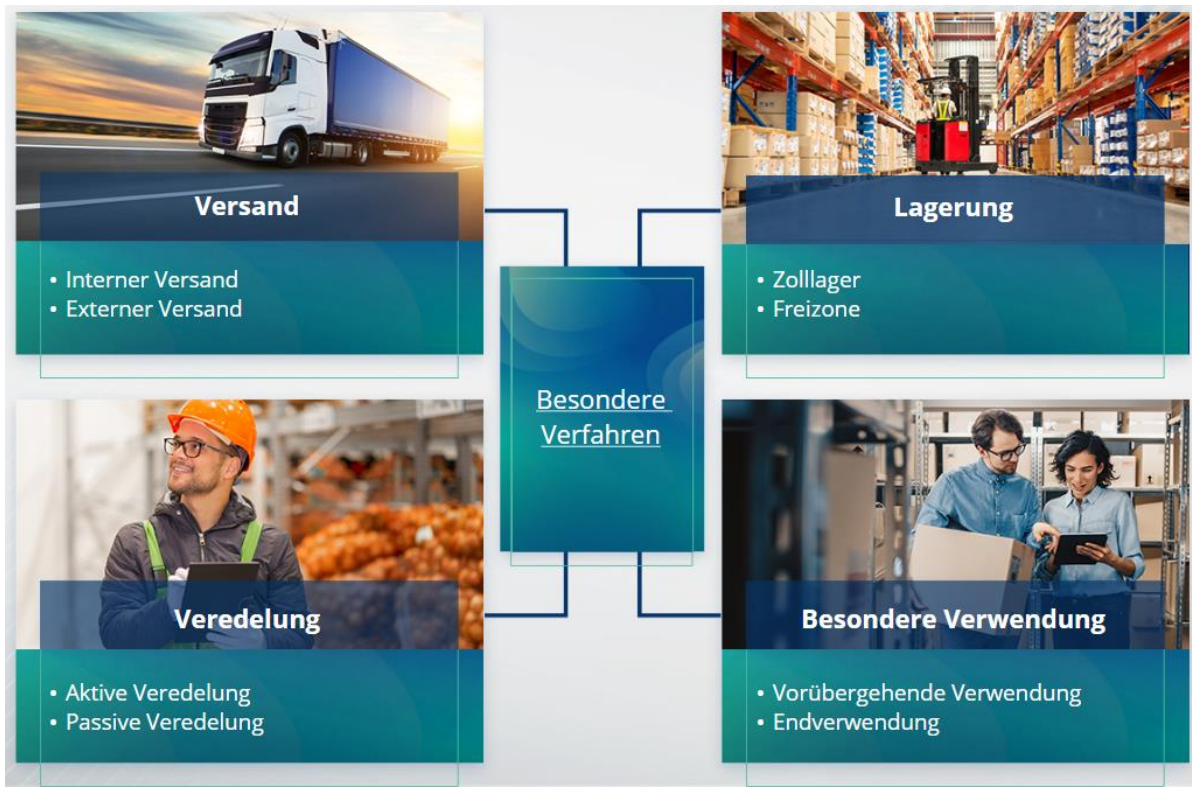 Versand
• Interner Versand
• Externer Versand
Lagerung
• Zolllager
• Freizone
Besondere
Verfahren
Veredelung
• Aktive Veredelung
• Passive Veredelung
Besondere Verwendung
• Vorübergehende Verwendung
• Endverwendung